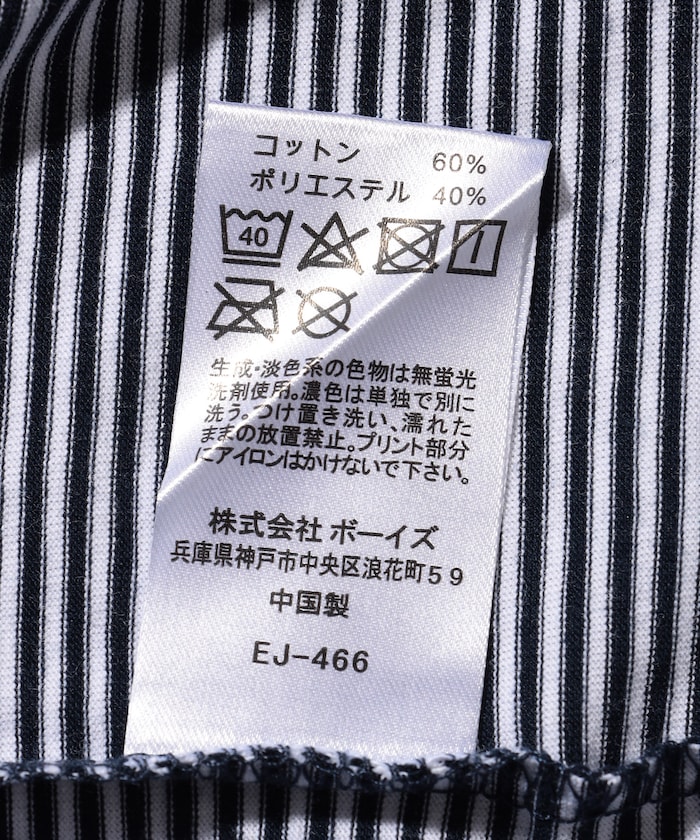 コットン 60%
ポリエステル 40%
40
生成・淡色系の色物は無蛍光
洗剤使用。濃色は単独で別に
洗う。つけ置き洗い、濡れた
ままの放置禁止。プリント部分
にアイロンはかけないで下さい。
株式会社 ボーイズ
兵庫県神戸市中央区浪花町59
中国製
EJ-466